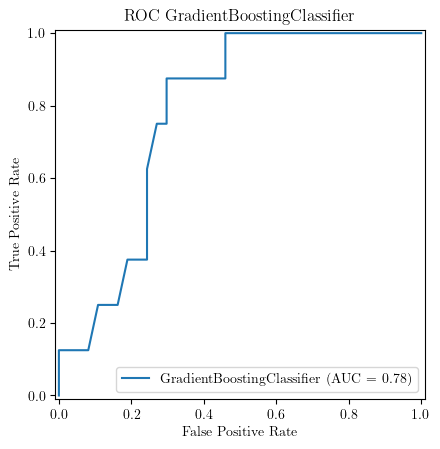 ROC GradientBoostingClassifier
1.0
0.8
0.6
0.4
0.2
0.0
True Positive Rate
GradientBoostingClassifier (AUC = 0.78)
0.0 0.2 0.4 0.6 0.8 1.0
False Positive Rate